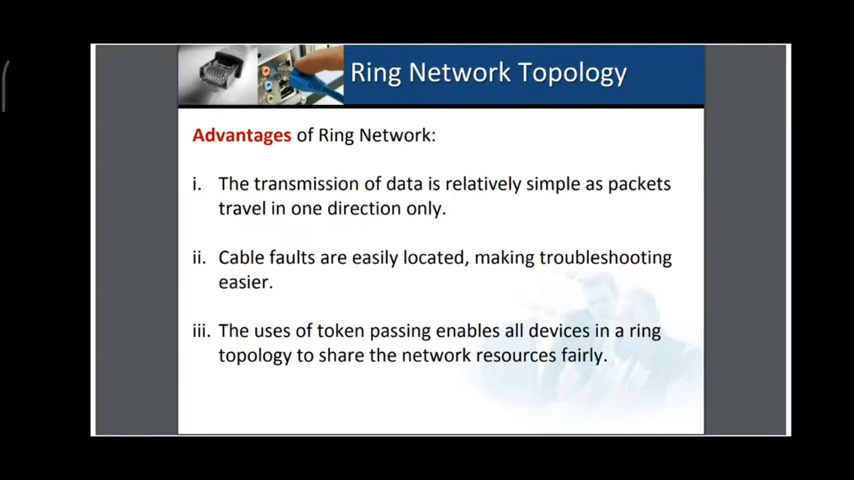 Ring Network Topology
Advantages of Ring Network:
i. The transmission of data is relatively simple as packets
travel in one direction only.
ii. Cable faults are easily located, making troubleshooting
easier.
iii. The uses of token passing enables all devices in a ring
topology to share the network resources fairly.